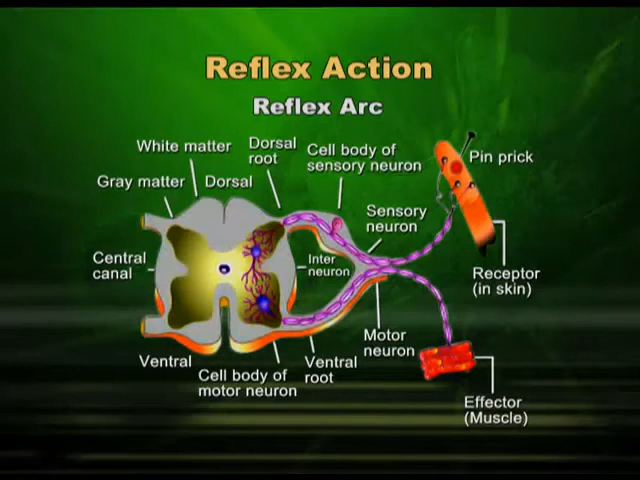 Reflex Action
Reflex Arc
White matter
Dorsal
root
Cell body of
sensory neuron
Pin prick
Gray matter
Dorsal
Sensory
neuron
Central
canal
Inter
neuron
Receptor
(in skin)
Motor
neuron
Ventral
Cell body of
motor neuron
Ventral
root
Effector
(Muscle)